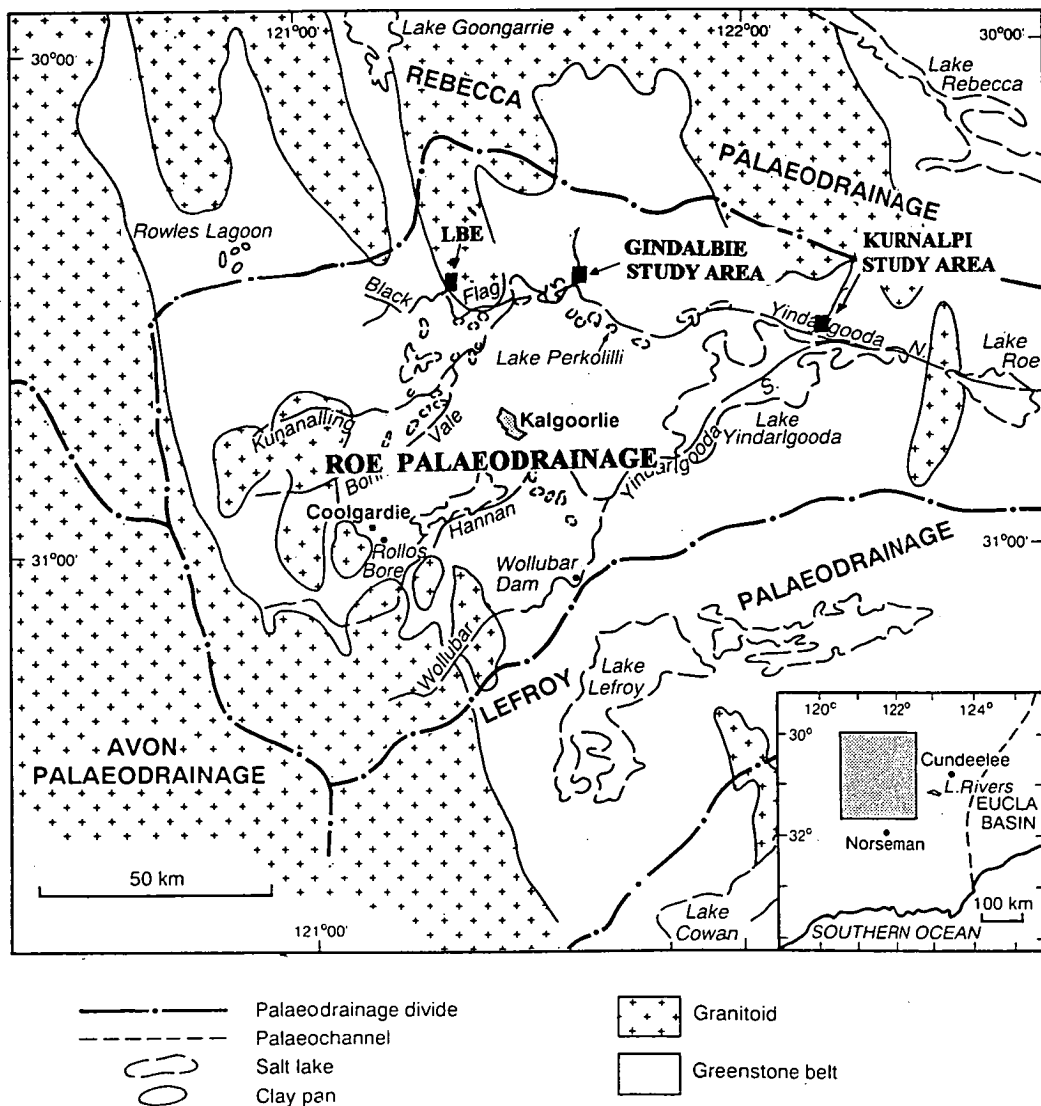 121°00'
Lake Goongarrie
122°00'
30°00'
30°00'
REBECCA
Lake
Rebecca
PALAEODRAINAGE
Rowles Lagoon
LBE
GINDALBIE
STUDY AREA
KURNALPI
STUDY AREA
Black
Flag
Yindarlgooda
N.
Lake Perkolilli
Lake
Roe
S.
Kunanalling
Vale
Kalgoorlie
Lake
Yindarlgooda
Yindarlgooda
ROE PALAEODRAINAGE
Coolgardie
Hannan
Rollos
Bore
31°00'
31°00'
Wollubar
Dam
PALAEODRAINAGE
Wollubar
Lake
Lefroy
LEFROY
AVON
PALAEODRAINAGE
50 km
121°00'
Lake
Cowan
120°
122°
124°
30°
Cundeelee
L.Rivers
EUCLA
BASIN
32°
Norseman
100 km
SOUTHERN OCEAN
Palaeodrainage divide
Palaeochannel
Salt lake
Clay pan
Granitoid
Greenstone belt